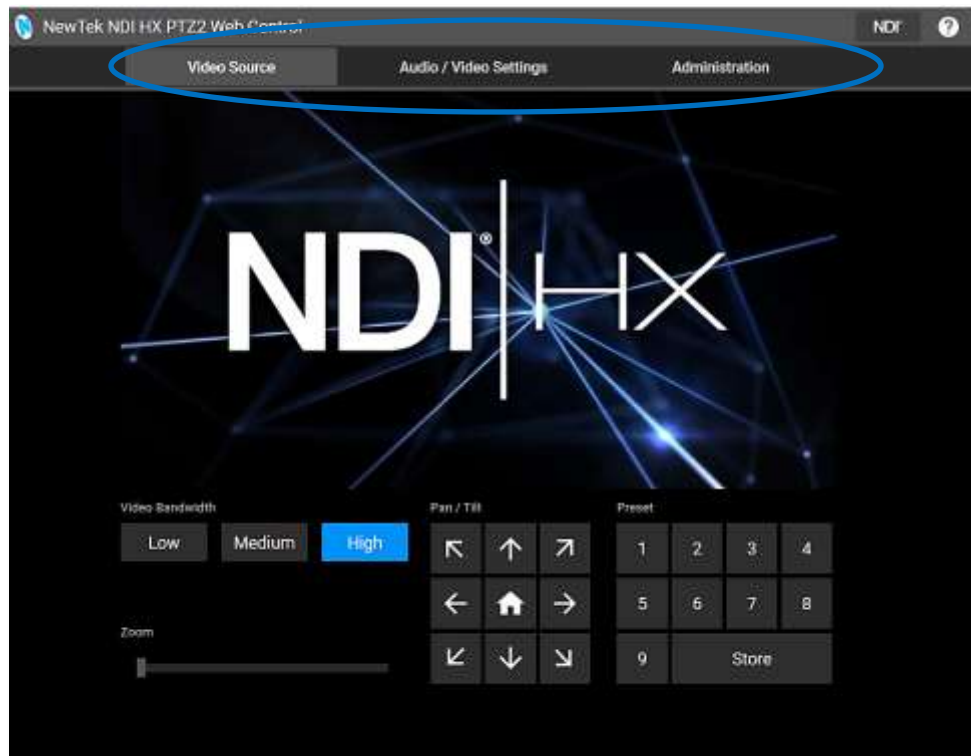 NewTek NDI HX PTZ2 Web Control
NDI®
?
Video Source
Audio / Video Settings
Administration
NDI® HX
Video Bandwidth
Pan / Tilt
Preset
Low
Medium
High
1 2 3 4
5 6 7 8
Zoom
9 Store